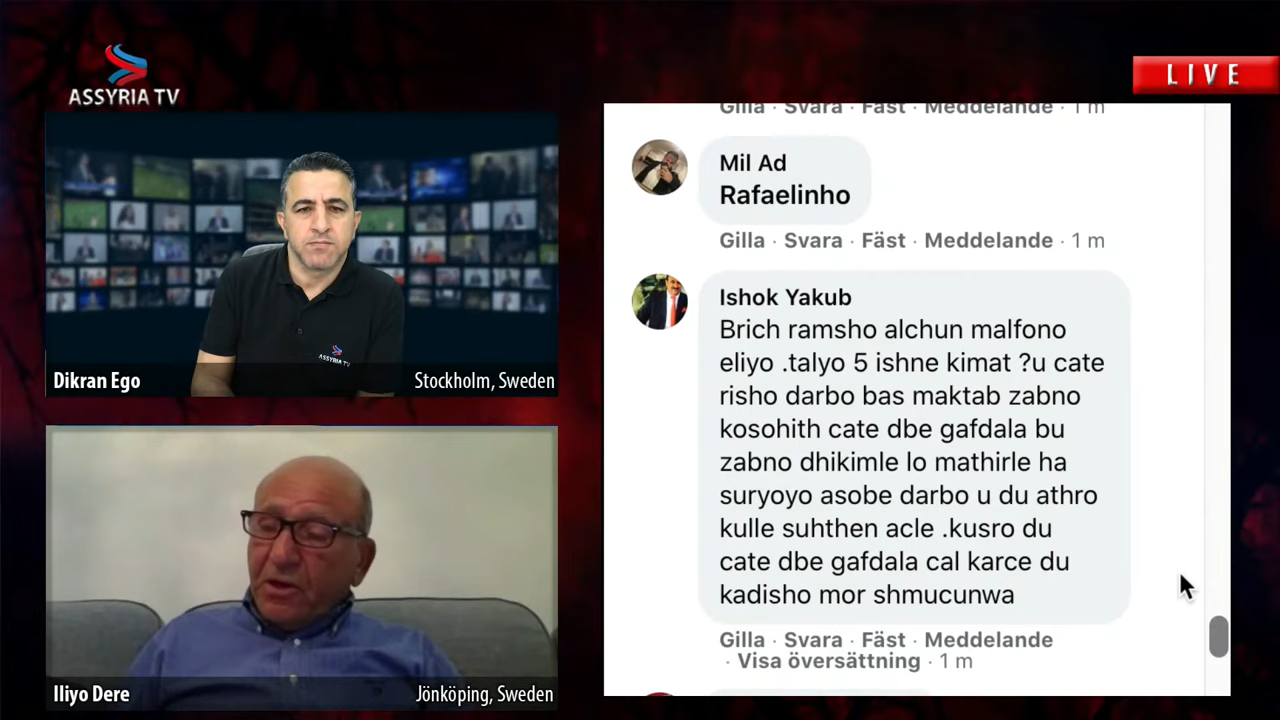 ASSYRIA TV
LIVE
Dikran Ego
Stockholm, Sweden
ASSYRIA TV
Iliyo Dere
Jönköping, Sweden
Gilla · Svara · Fäst · Meddelande · 1 m
Mil Ad
Rafaelinho
Gilla · Svara · Fäst · Meddelande · 1 m
Ishok Yakub
Brich ramsho alchun malfono
eliyo .talyo 5 ishne kimat ?u cate
risho darbo bas maktab zabno
kosohith cate dbe gafdala bu
zabno dhikimle lo mathirle ha
suryoyo asobe darbo u du athro
kulle suhthen acle .kusro du
cate dbe gafdala cal karce du
kadisho mor shmucunwa
Gilla · Svara · Fäst · Meddelande
· Visa översättning · 1 m